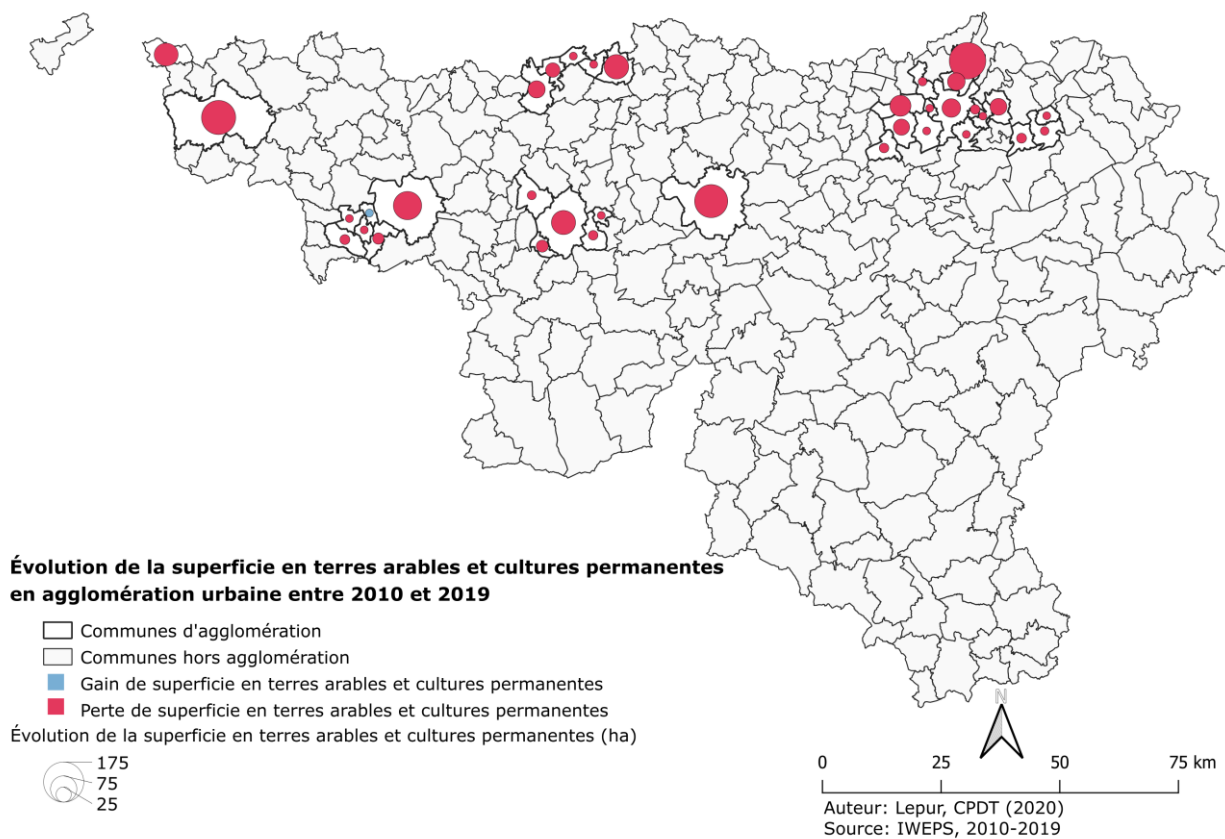 Évolution de la superficie en terres arables et cultures permanentes
en agglomération urbaine entre 2010 et 2019
Communes d'agglomération
Communes hors agglomération
Gain de superficie en terres arables et cultures permanentes
Perte de superficie en terres arables et cultures permanentes
Évolution de la superficie en terres arables et cultures permanentes (ha)
175
75
25
N
0 25 50 75 km
Auteur: Lepur, CPDT (2020)
Source: IWEPS, 2010-2019